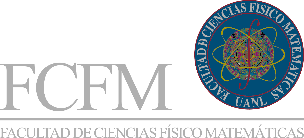 FCFM
FACULTAD DE CIENCIAS FÍSICO MATEMÁTICAS
FACULTAD DE CIENCIAS FÍSICO MATEMÁTICAS
UANL